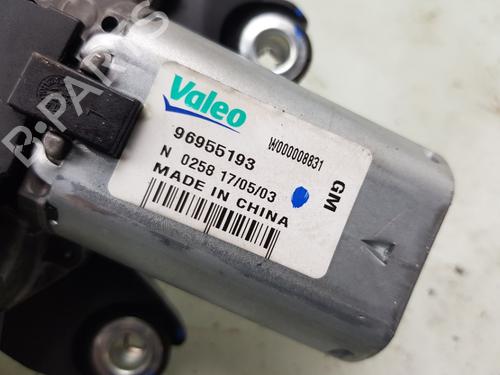 Valeo
96955193
W000008831
N 0258 17/05/03
MADE IN CHINA
GM
B-PARTS